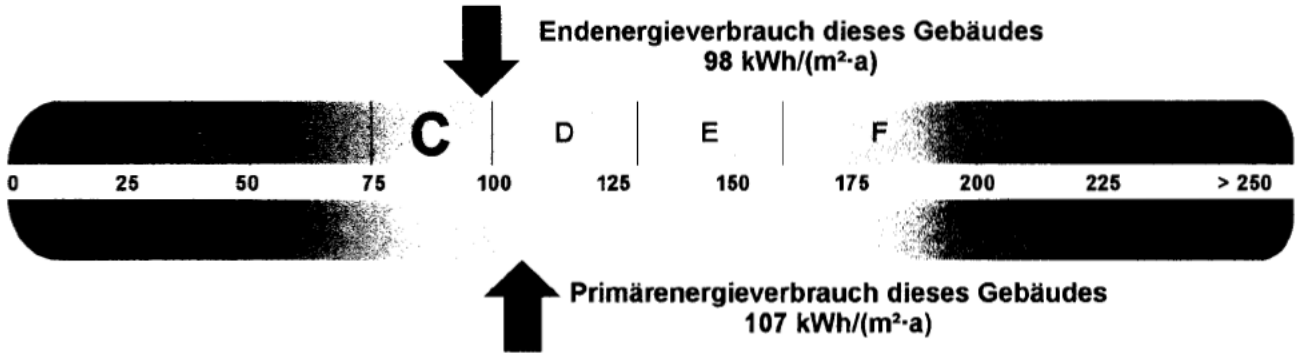 Endenergieverbrauch dieses Gebäudes
98 kWh/(m²·a)
C D E F
0 25 50 75 100 125 150 175 200 225 > 250
Primärenergieverbrauch dieses Gebäudes
107 kWh/(m²·a)